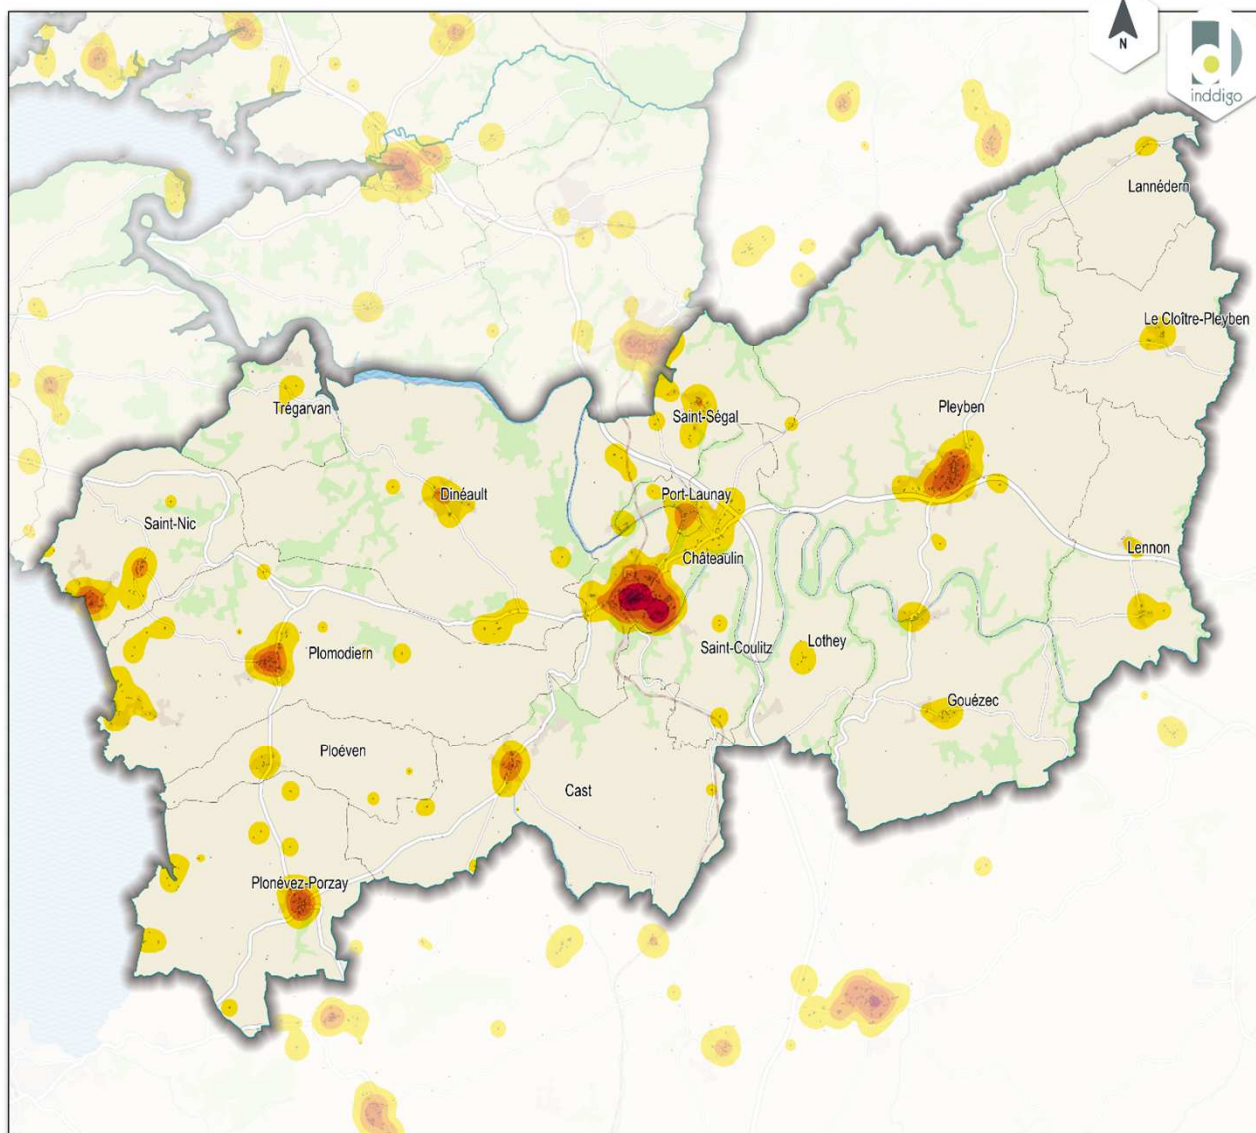 N
inddigo
Lannédern
Le Cloître-Pleyben
Trégarvan
Saint-Ségal
Pleyben
Dinéault
Port-Launay
Saint-Nic
Châteaulin
Lennon
Plomodiern
Saint-Coulitz
Lothey
Gouézec
Ploéven
Cast
Plonévez-Porzay